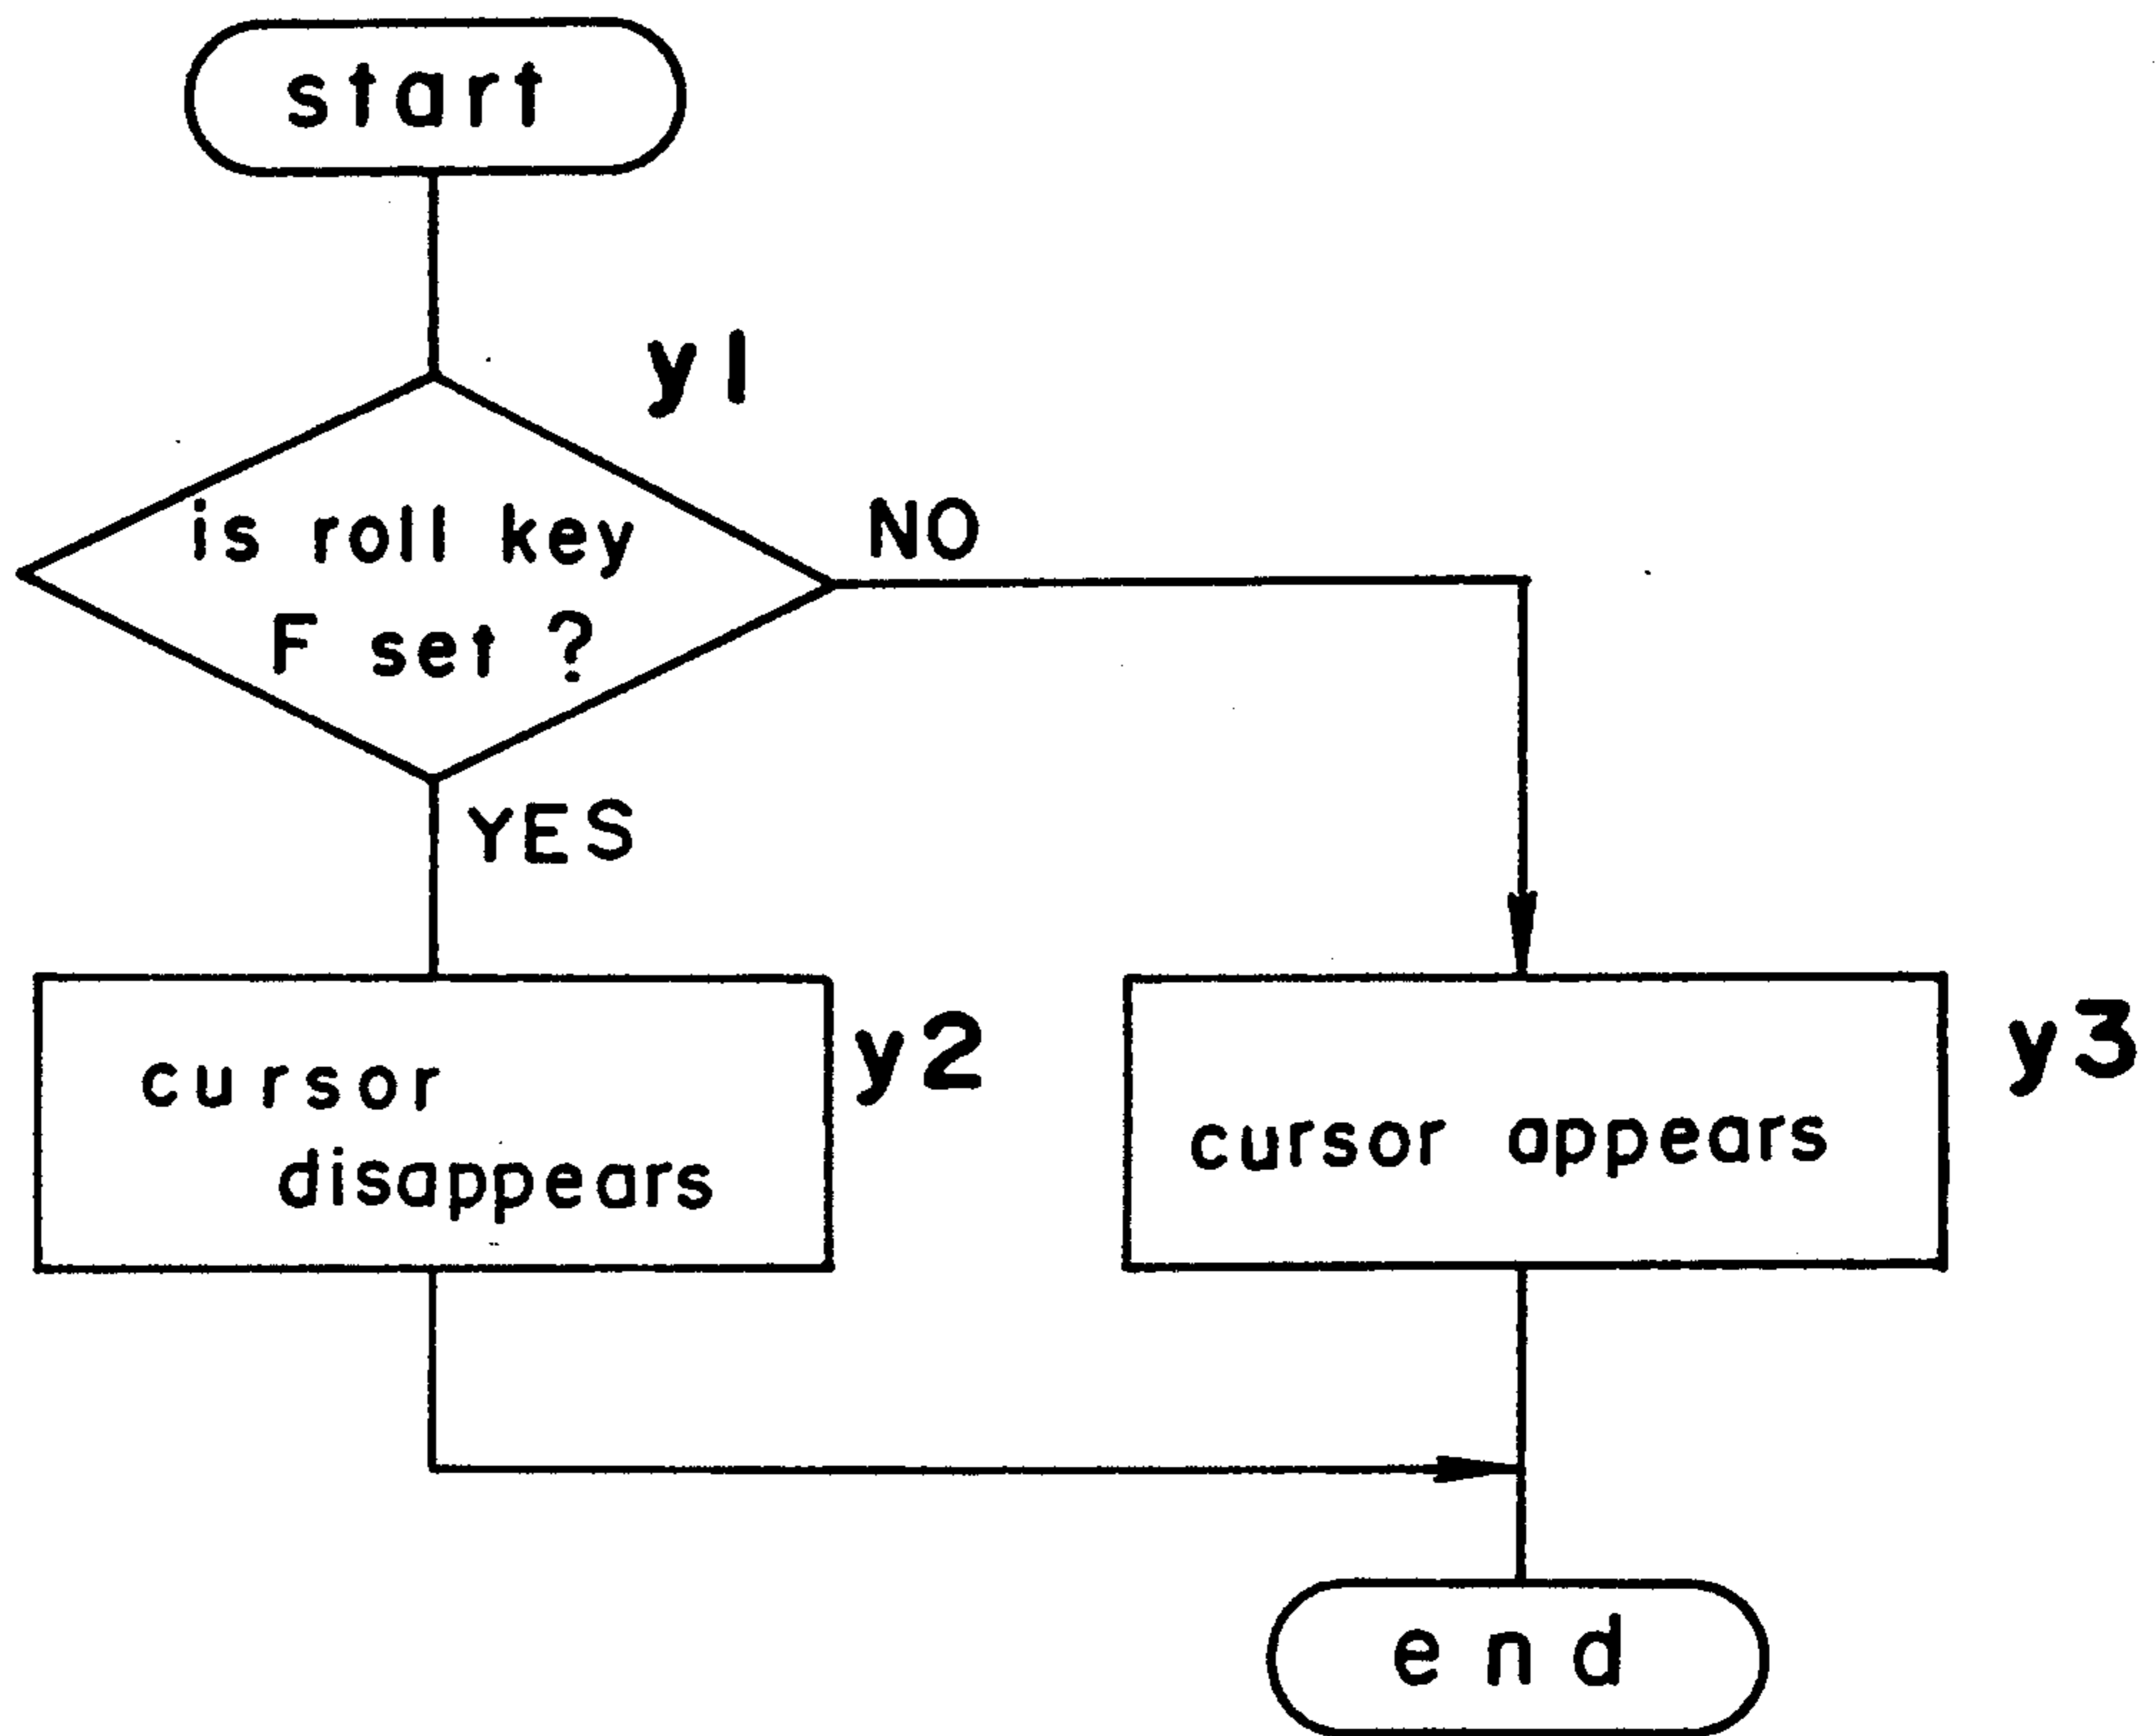 start
y1
is roll key
F set ?
NO
YES
cursor
disappears
y2
cursor appears
y3
end